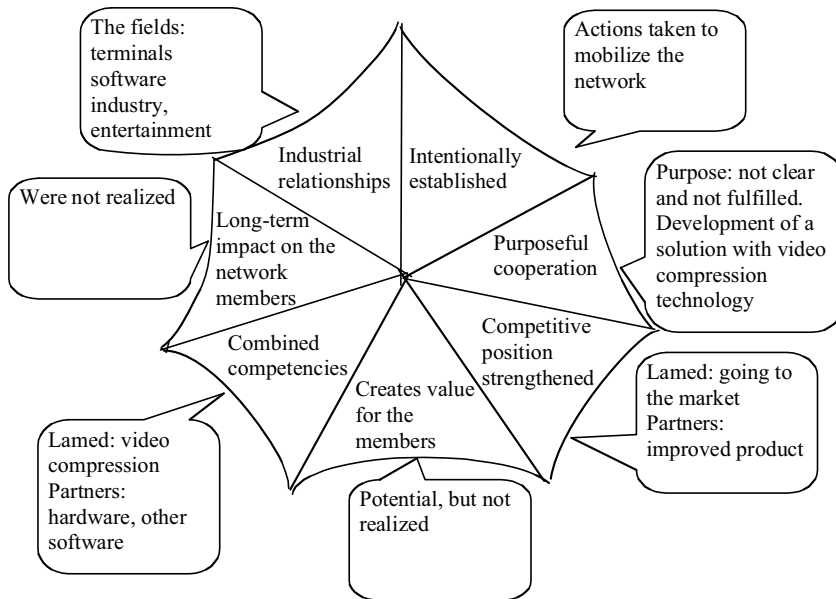 The fields:
terminals
software
industry,
entertainment
Actions taken to
mobilize the
network
Industrial
relationships
Intentionally
established
Were not realized
Long-term
impact on the
network
members
Purposeful
cooperation
Purpose: not clear
and not fulfilled.
Development of a
solution with video
compression
technology
Combined
competencies
Competitive
position
strengthened
Creates value
for the
members
Lamed: going to
the market
Partners:
improved product
Lamed: video
compression
Partners:
hardware, other
software
Potential, but not
realized